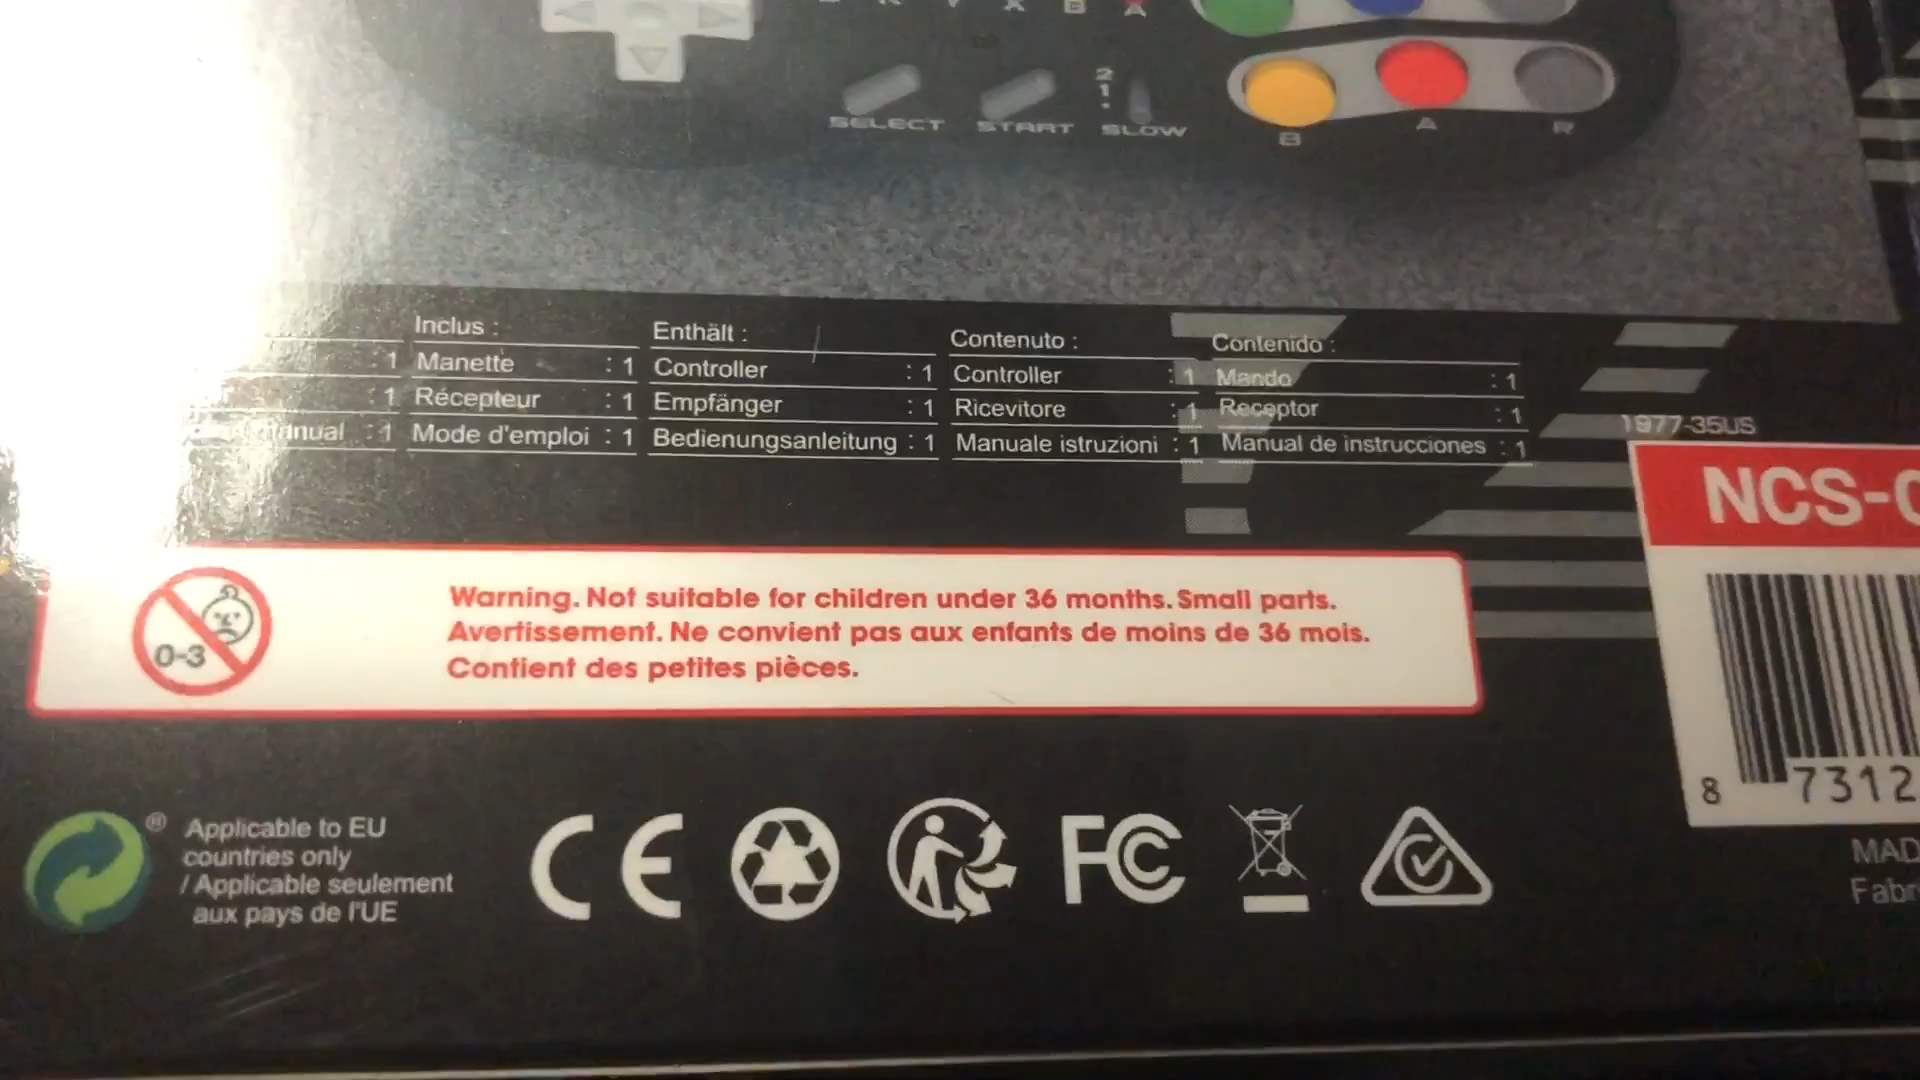 SELECT START 2 1 SLOW B A R
: 1
: 1
manual : 1
Inclus :
Manette : 1
Récepteur : 1
Mode d'emploi : 1
Enthält :
Controller : 1
Empfänger : 1
Bedienungsanleitung : 1
Contenuto :
Controller : 1
Ricevitore : 1
Manuale istruzioni : 1
Contenido :
Mando : 1
Receptor : 1
Manual de instrucciones : 1
1977-35US
NCS-
8 7312
MAD
Fabr
0-3
Warning. Not suitable for children under 36 months. Small parts.
Avertissement. Ne convient pas aux enfants de moins de 36 mois.
Contient des petites pièces.
® Applicable to EU
countries only
/ Applicable seulement
aux pays de l'UE
CE
FC